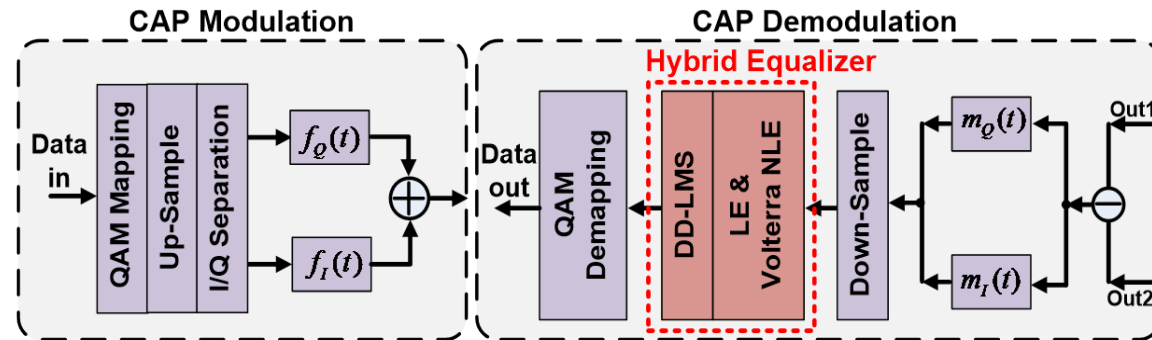 CAP Modulation
Data
in
QAM Mapping
Up-Sample
I/Q Separation
f_Q(t)
f_I(t)
CAP Demodulation
Hybrid Equalizer
Data
out
QAM
Demapping
DD-LMS
LE &
Volterra NLE
Down-Sample
m_Q(t)
m_I(t)
Out1
Out2